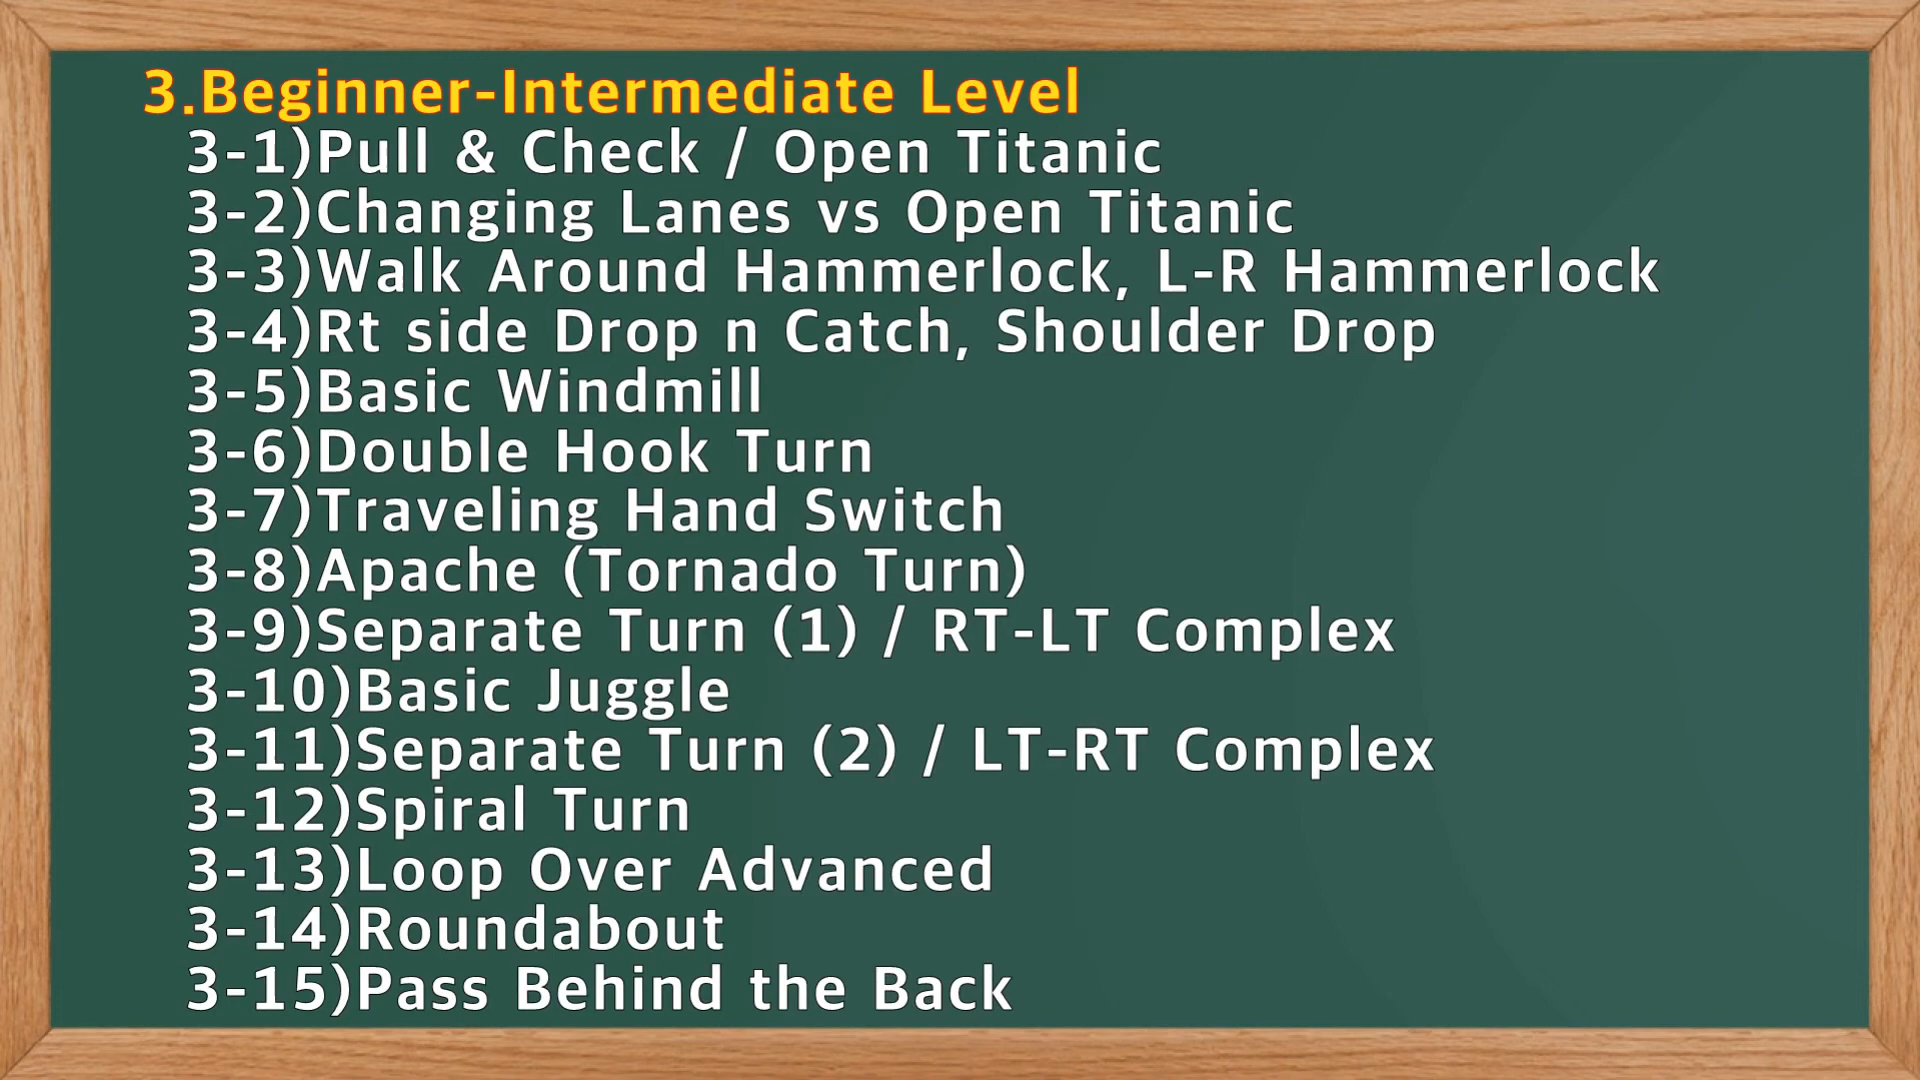 3.Beginner-Intermediate Level
3-1)Pull & Check / Open Titanic
3-2)Changing Lanes vs Open Titanic
3-3)Walk Around Hammerlock, L-R Hammerlock
3-4)Rt side Drop n Catch, Shoulder Drop
3-5)Basic Windmill
3-6)Double Hook Turn
3-7)Traveling Hand Switch
3-8)Apache (Tornado Turn)
3-9)Separate Turn (1) / RT-LT Complex
3-10)Basic Juggle
3-11)Separate Turn (2) / LT-RT Complex
3-12)Spiral Turn
3-13)Loop Over Advanced
3-14)Roundabout
3-15)Pass Behind the Back